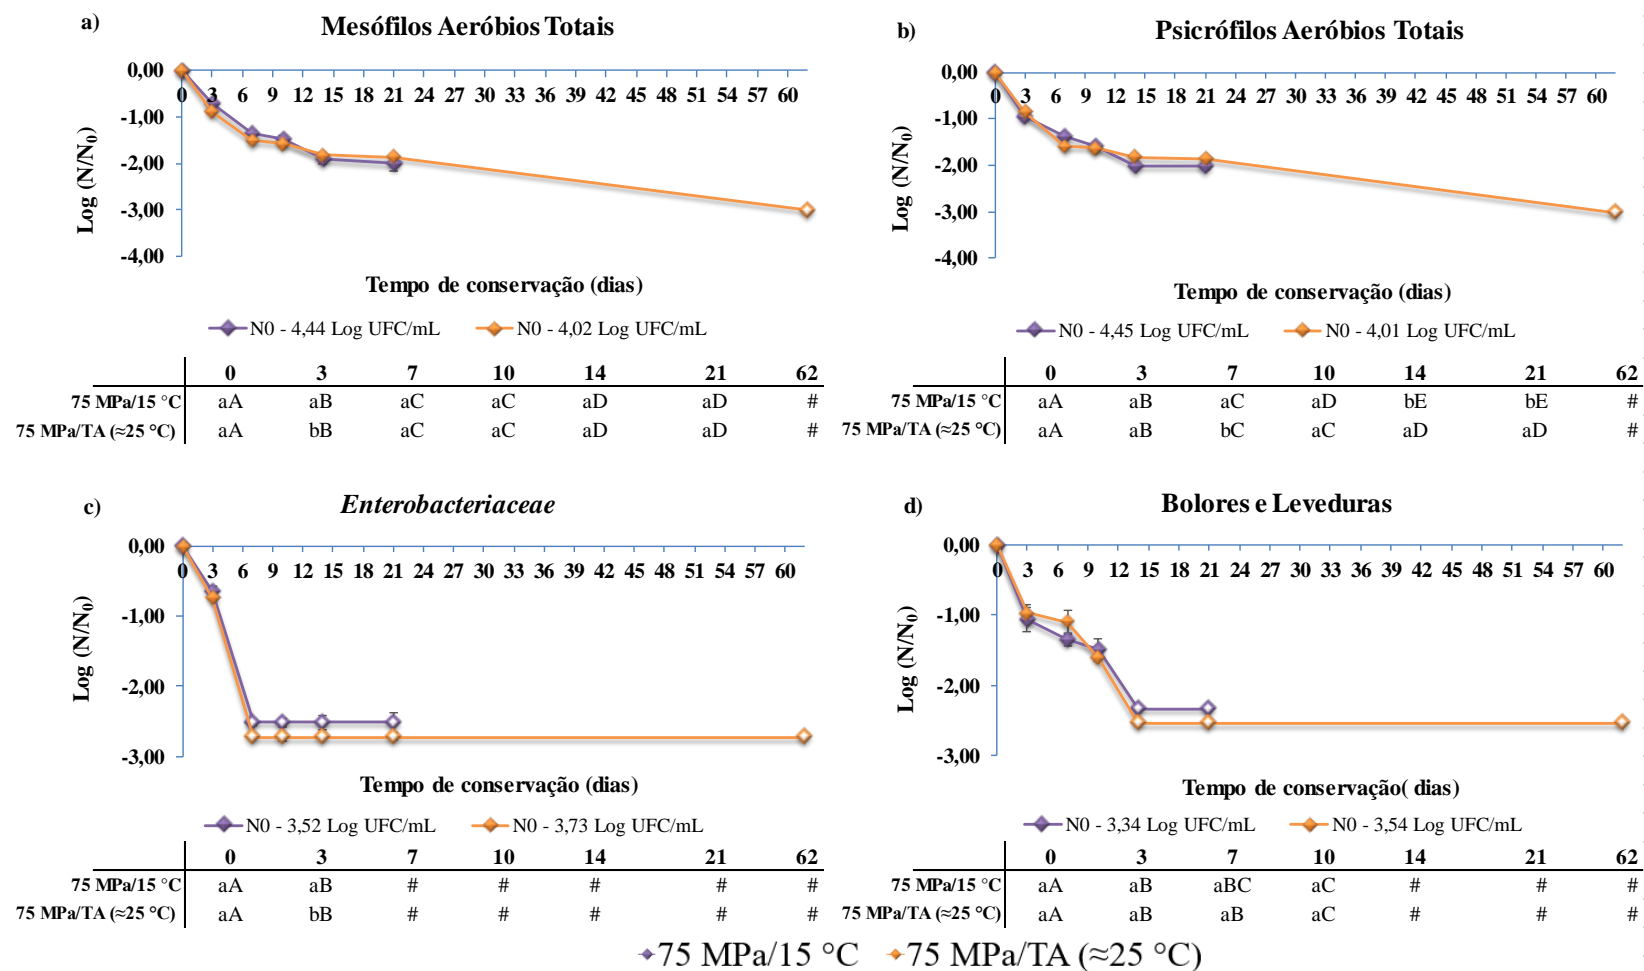 a) Mesófilos Aeróbios Totais
0,00
0 3 6 9 12 15 18 21 24 27 30 33 36 39 42 45 48 51 54 57 60
-1,00
-2,00
-3,00
-4,00
Log (N/N0)
Tempo de conservação (dias)
N0 - 4,44 Log UFC/mL N0 - 4,02 Log UFC/mL
0 3 7 10 14 21 62
75 MPa/15 °C aA aB aC aC aD aD #
75 MPa/TA (≈25 °C) aA bB aC aC aD aD #
b) Psicrófilos Aeróbios Totais
0,00
0 3 6 9 12 15 18 21 24 27 30 33 36 39 42 45 48 51 54 57 60
-1,00
-2,00
-3,00
-4,00
Log (N/N0)
Tempo de conservação (dias)
N0 - 4,45 Log UFC/mL N0 - 4,01 Log UFC/mL
0 3 7 10 14 21 62
75 MPa/15 °C aA aB aC aD bE bE #
75 MPa/TA (≈25 °C) aA aB bC aC aD aD #
c) Enterobacteriaceae
0,00
0 3 6 9 12 15 18 21 24 27 30 33 36 39 42 45 48 51 54 57 60
-1,00
-2,00
-3,00
Log (N/N0)
Tempo de conservação (dias)
N0 - 3,52 Log UFC/mL N0 - 3,73 Log UFC/mL
0 3 7 10 14 21 62
75 MPa/15 °C aA aB # # # # #
75 MPa/TA (≈25 °C) aA bB # # # # #
d) Bolores e Leveduras
0,00
0 3 6 9 12 15 18 21 24 27 30 33 36 39 42 45 48 51 54 57 60
-1,00
-2,00
-3,00
Log (N/N0)
Tempo de conservação( dias)
N0 - 3,34 Log UFC/mL N0 - 3,54 Log UFC/mL
0 3 7 10 14 21 62
75 MPa/15 °C aA aB aBC aC # # #
75 MPa/TA (≈25 °C) aA aB aB aC # # #
75 MPa/15 °C 75 MPa/TA (≈25 °C)